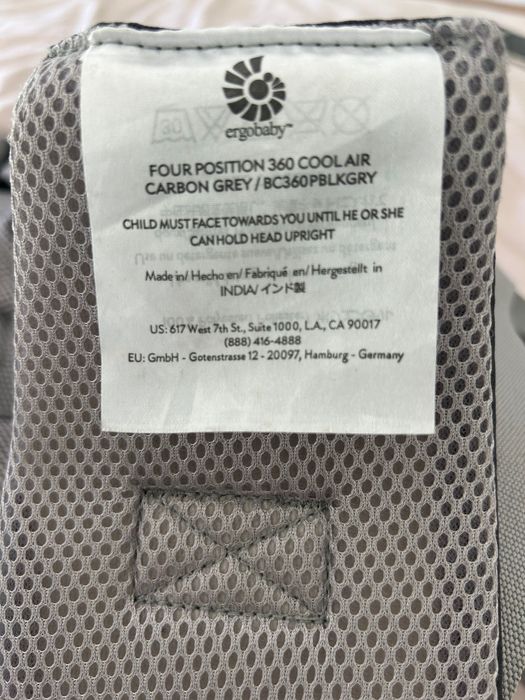 ergobaby™
FOUR POSITION 360 COOL AIR
CARBON GREY / BC360PBLKGRY
CHILD MUST FACE TOWARDS YOU UNTIL HE OR SHE
CAN HOLD HEAD UPRIGHT
Made in/ Hecho en/ Fabriqué en/ Hergestellt in
INDIA/ インド製
US: 617 West 7th St., Suite 1000, L.A., CA 90017
(888) 416-4888
EU: GmbH - Gotenstrasse 12 - 20097, Hamburg - Germany